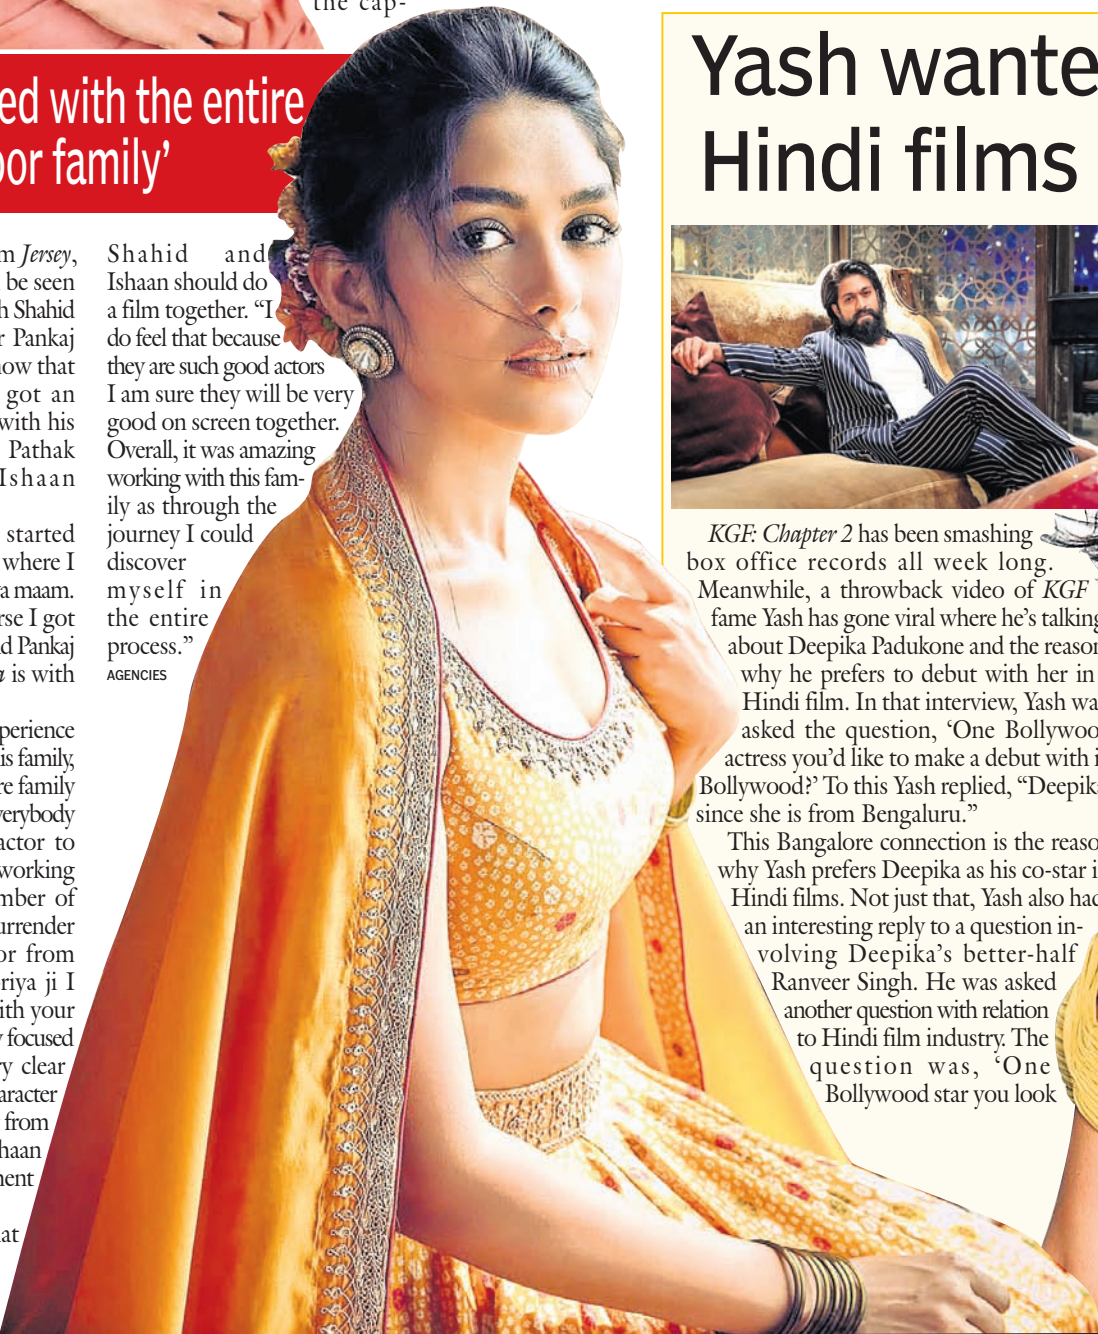 the cap-
ed with the entire
oor family’
m Jersey,
be seen
h Shahid
r Pankaj
now that
got an
with his
Pathak
Ishaan
started
where I
a maam.
rse I got
d Pankaj
a is with
perience
is family,
re family
verybody
actor to
working
mber of
urrender
or from
riya ji I
ith your
y focused
ry clear
aracter
from
haan
nent
at
Shahid and
Ishaan should do
a film together. “I
do feel that because
they are such good actors
I am sure they will be very
good on screen together.
Overall, it was amazing
working with this fam-
ily as through the
journey I could
discover
myself in
the entire
process.”
AGENCIES
Yash wante
Hindi films
KGF: Chapter 2 has been smashing
box office records all week long.
Meanwhile, a throwback video of KGF
fame Yash has gone viral where he’s talking
about Deepika Padukone and the reason
why he prefers to debut with her in
Hindi film. In that interview, Yash wa
asked the question, ‘One Bollywoo
actress you’d like to make a debut with i
Bollywood?’ To this Yash replied, “Deepik
since she is from Bengaluru.”
This Bangalore connection is the reaso
why Yash prefers Deepika as his co-star i
Hindi films. Not just that, Yash also had
an interesting reply to a question in-
volving Deepika’s better-half
Ranveer Singh. He was asked
another question with relation
to Hindi film industry. The
question was, ‘One
Bollywood star you look